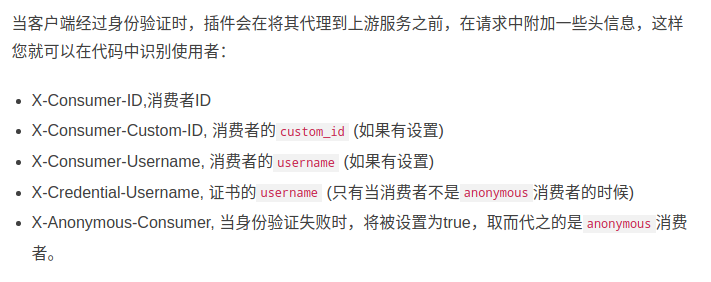 当客户端经过身份验证时，插件会在将其代理到上游服务之前，在请求中附加一些头信息，这样
您就可以在代码中识别使用者：
• X-Consumer-ID,消费者ID
• X-Consumer-Custom-ID, 消费者的 custom_id (如果有设置)
• X-Consumer-Username, 消费者的 username (如果有设置)
• X-Credential-Username, 证书的 username (只有当消费者不是 anonymous 消费者的时候)
• X-Anonymous-Consumer, 当身份验证失败时，将被设置为true，取而代之的是 anonymous 消费
者。